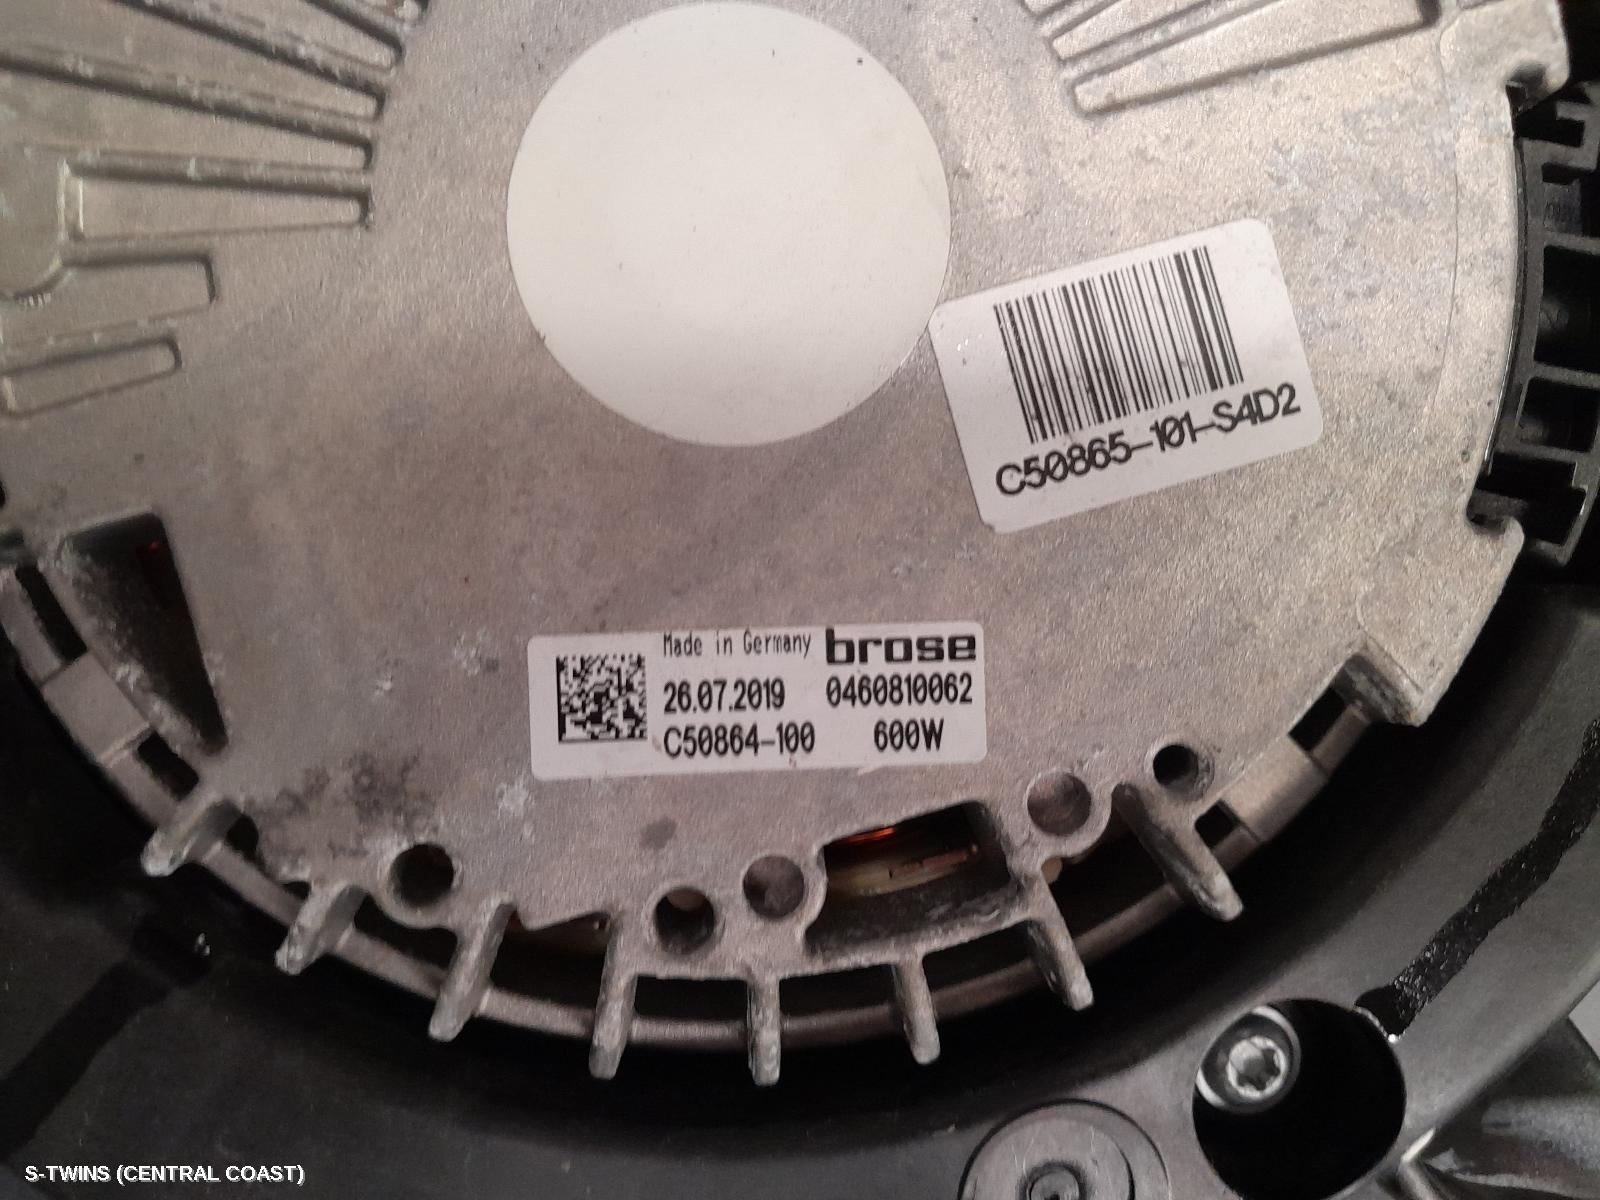 C50865-101-S4D2
Made in Germany brose
26.07.2019 0460810062
C50864-100 600W
S-TWINS (CENTRAL COAST)